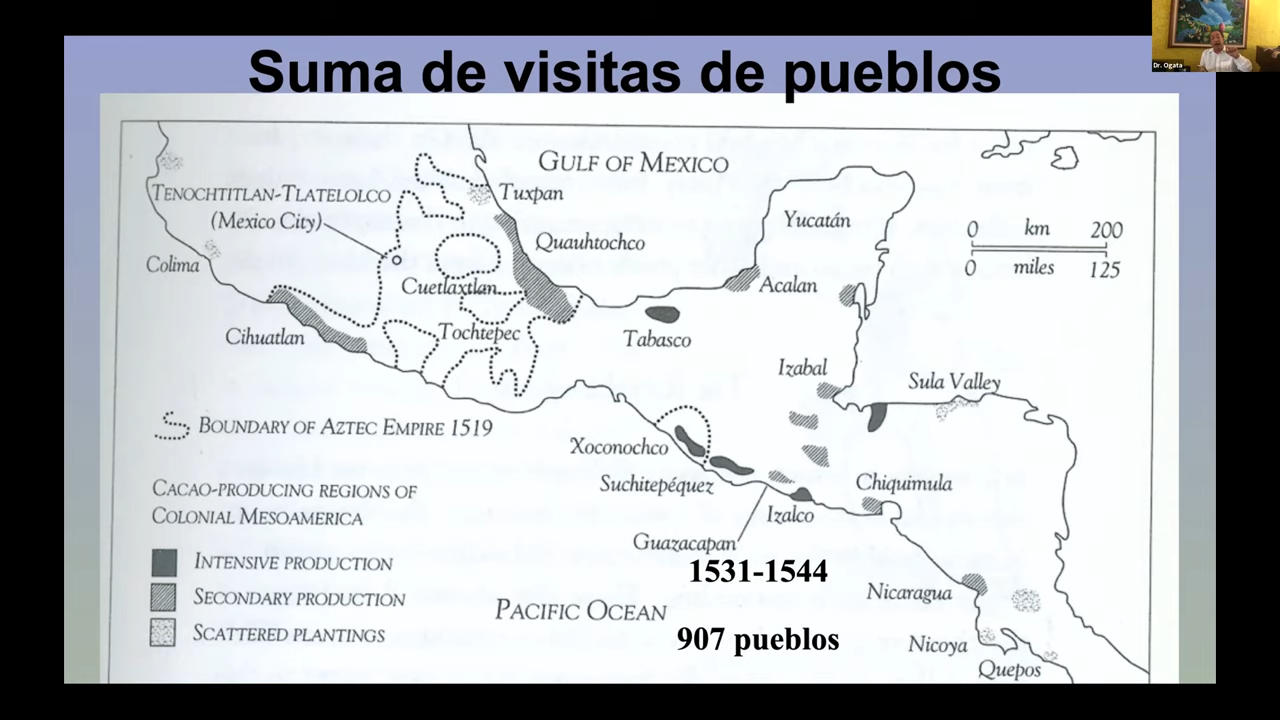 Suma de visitas de pueblos
Dr. Ogata
GULF OF MEXICO
TENOCHTITLAN-TLATELOLCO
(Mexico City)
Tuxpan
Yucatán
0 km 200
0 miles 125
Quauhtochco
Colima
Cuetlaxtlan
Acalan
Cihuatlan
Tochtepec
Tabasco
Izabal
Sula Valley
BOUNDARY OF AZTEC EMPIRE 1519
Xoconochco
Suchitepéquez
Chiquimula
CACAO-PRODUCING REGIONS OF
COLONIAL MESOAMERICA
Izalco
Guazacapan
INTENSIVE PRODUCTION
1531-1544
SECONDARY PRODUCTION
Nicaragua
PACIFIC OCEAN
SCATTERED PLANTINGS
907 pueblos
Nicoya
Quepos